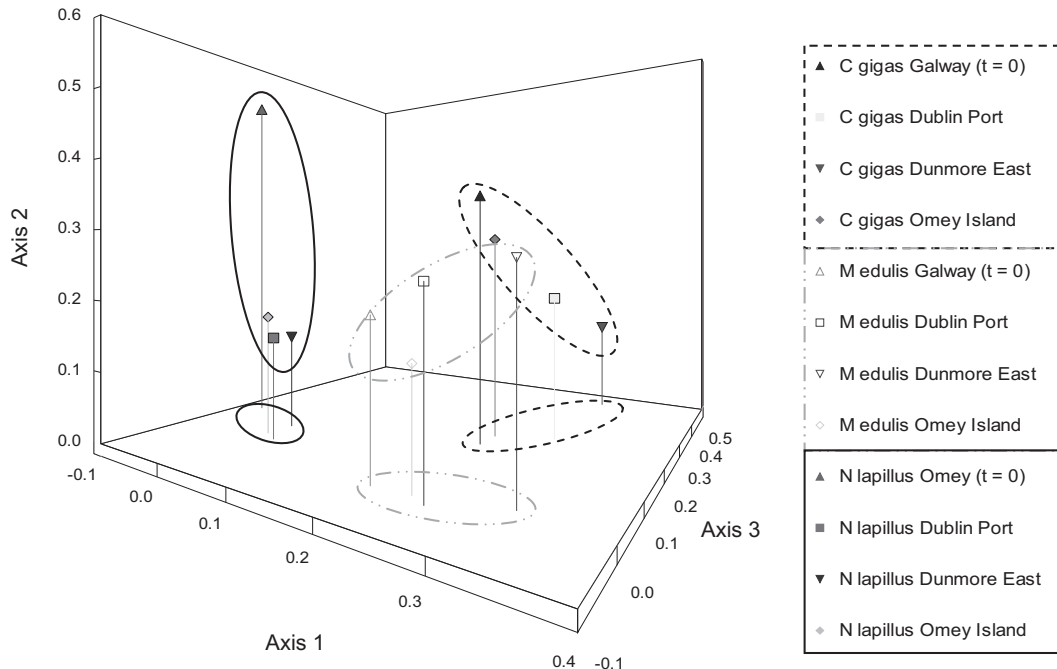 0.6
0.5
0.4
0.3
0.2
0.1
0.0
Axis 2
-0.1
0.0
0.1
0.2
0.3
0.4
Axis 1
-0.1
0.0
0.1
0.2
0.3
0.4
0.5
Axis 3
C gigas Galway (t = 0)
C gigas Dublin Port
C gigas Dunmore East
C gigas Omey Island
M edulis Galway (t = 0)
M edulis Dublin Port
M edulis Dunmore East
M edulis Omey Island
N lapillus Omey (t = 0)
N lapillus Dublin Port
N lapillus Dunmore East
N lapillus Omey Island